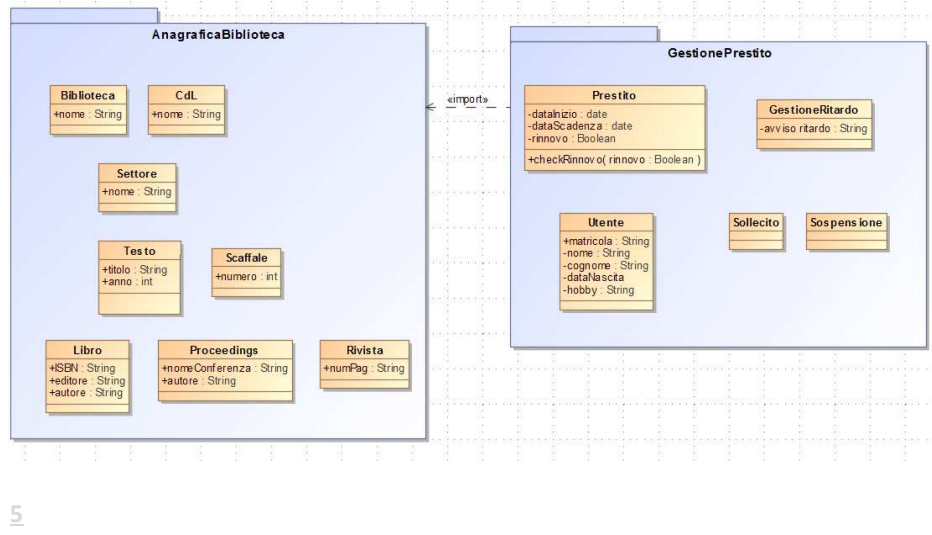 AnagraficaBiblioteca
Biblioteca
+nome : String
CdL
+nome : String
Settore
+nome : String
Testo
+titolo : String
+anno : int
Scaffale
+numero : int
Libro
+ISBN : String
+editore : String
+autore : String
Proceedings
+nomeConferenza : String
+autore : String
Rivista
+numPag : String
«import»
GestionePrestito
Prestito
-dataInizio : date
-dataScadenza : date
-rinnovo : Boolean
+checkRinnovo( rinnovo : Boolean )
GestioneRitardo
-avviso ritardo : String
Utente
+matricola : String
-nome : String
-cognome : String
-dataNascita
-hobby : String
Sollecito
Sospensione
5